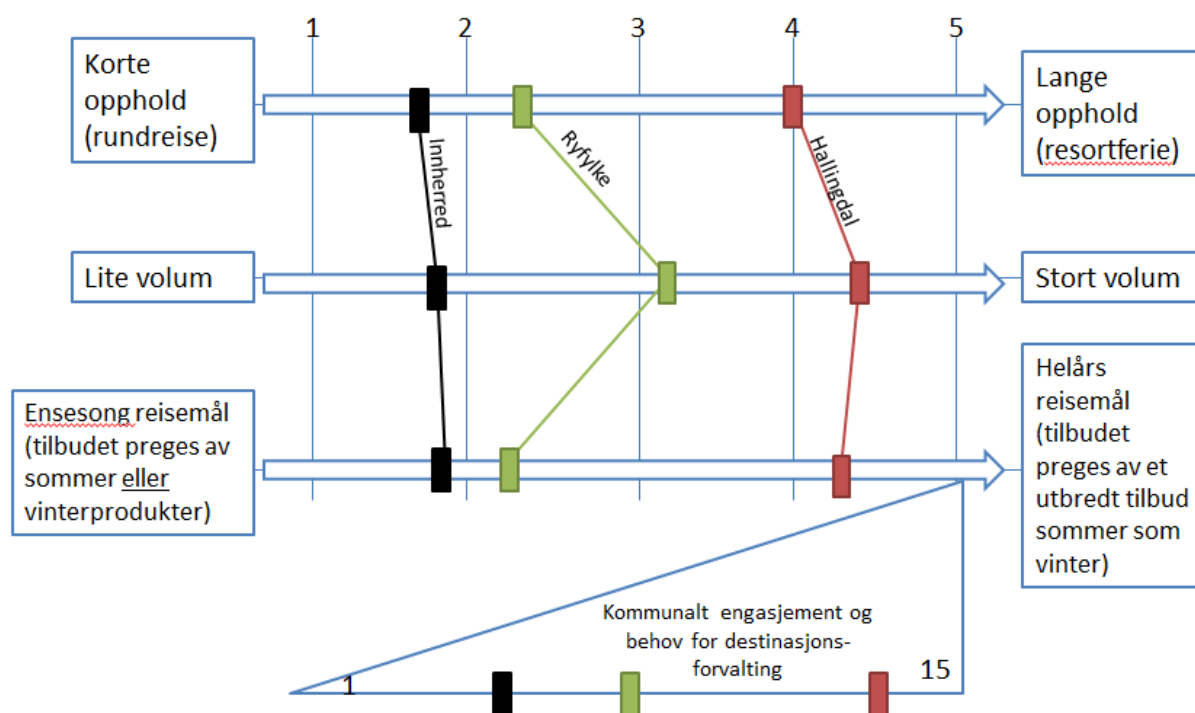 1 2 3 4 5
Korte
opphold
(rundreise)
Lange
opphold
(resortferie)
Innherred
Ryfylke
Hallingdal
Lite volum
Stort volum
Ensesong reisemål
(tilbudet preges av
sommer eller
vinterprodukter)
Helårs
reisemål
(tilbudet
preges av et
utbredt tilbud
sommer som
vinter)
Kommunalt engasjement og
behov for destinasjons-
forvalting
1 15